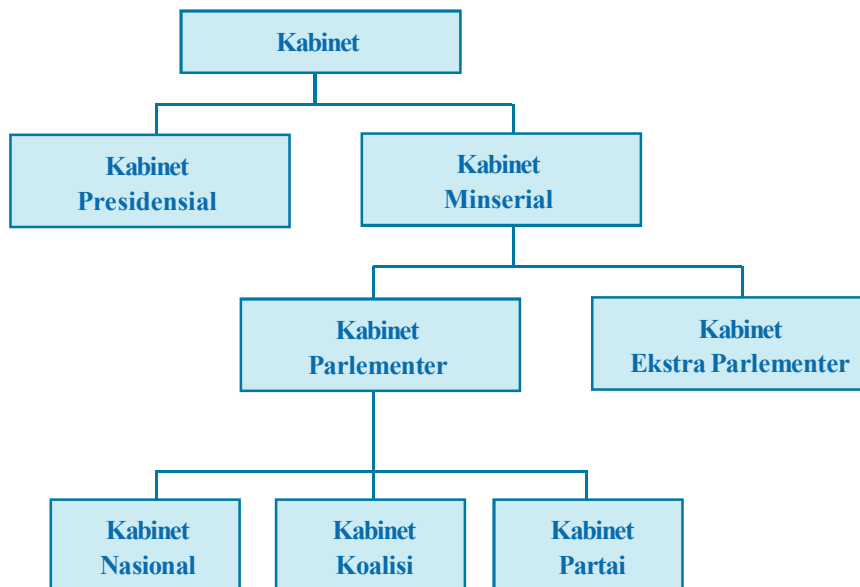 Kabinet
Kabinet
Presidensial
Kabinet
Minserial
Kabinet
Parlementer
Kabinet
Ekstra Parlementer
Kabinet
Nasional
Kabinet
Koalisi
Kabinet
Partai